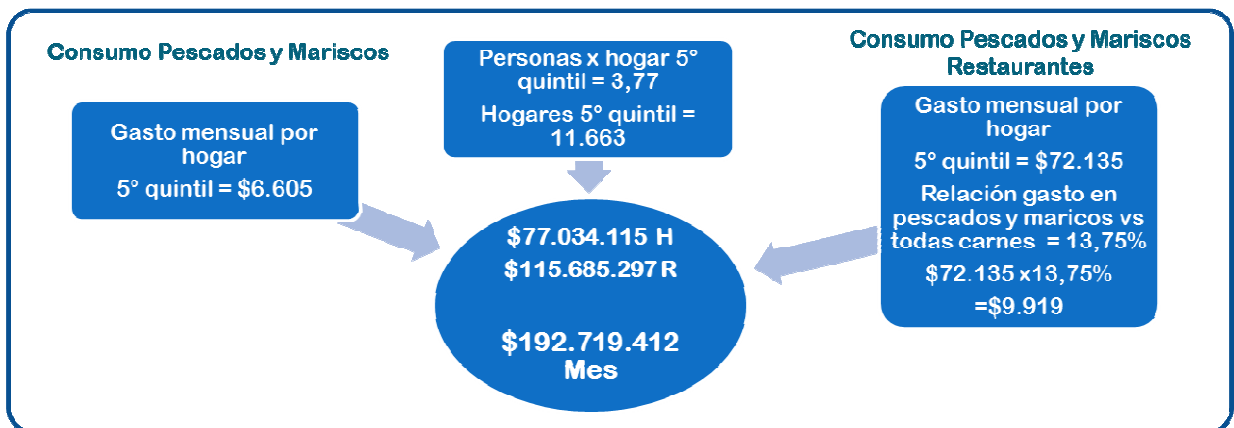 Consumo Pescados y Mariscos
Gasto mensual por
hogar
5° quintil = $6.605
Personas x hogar 5°
quintil = 3,77
Hogares 5° quintil =
11.663
Consumo Pescados y Mariscos
Restaurantes
Gasto mensual por
hogar
5° quintil = $72.135
Relación gasto en
pescados y maricos vs
todas carnes = 13,75%
$72.135 x13,75%
=$9.919
$77.034.115 H
$115.685.297 R
$192.719.412
Mes